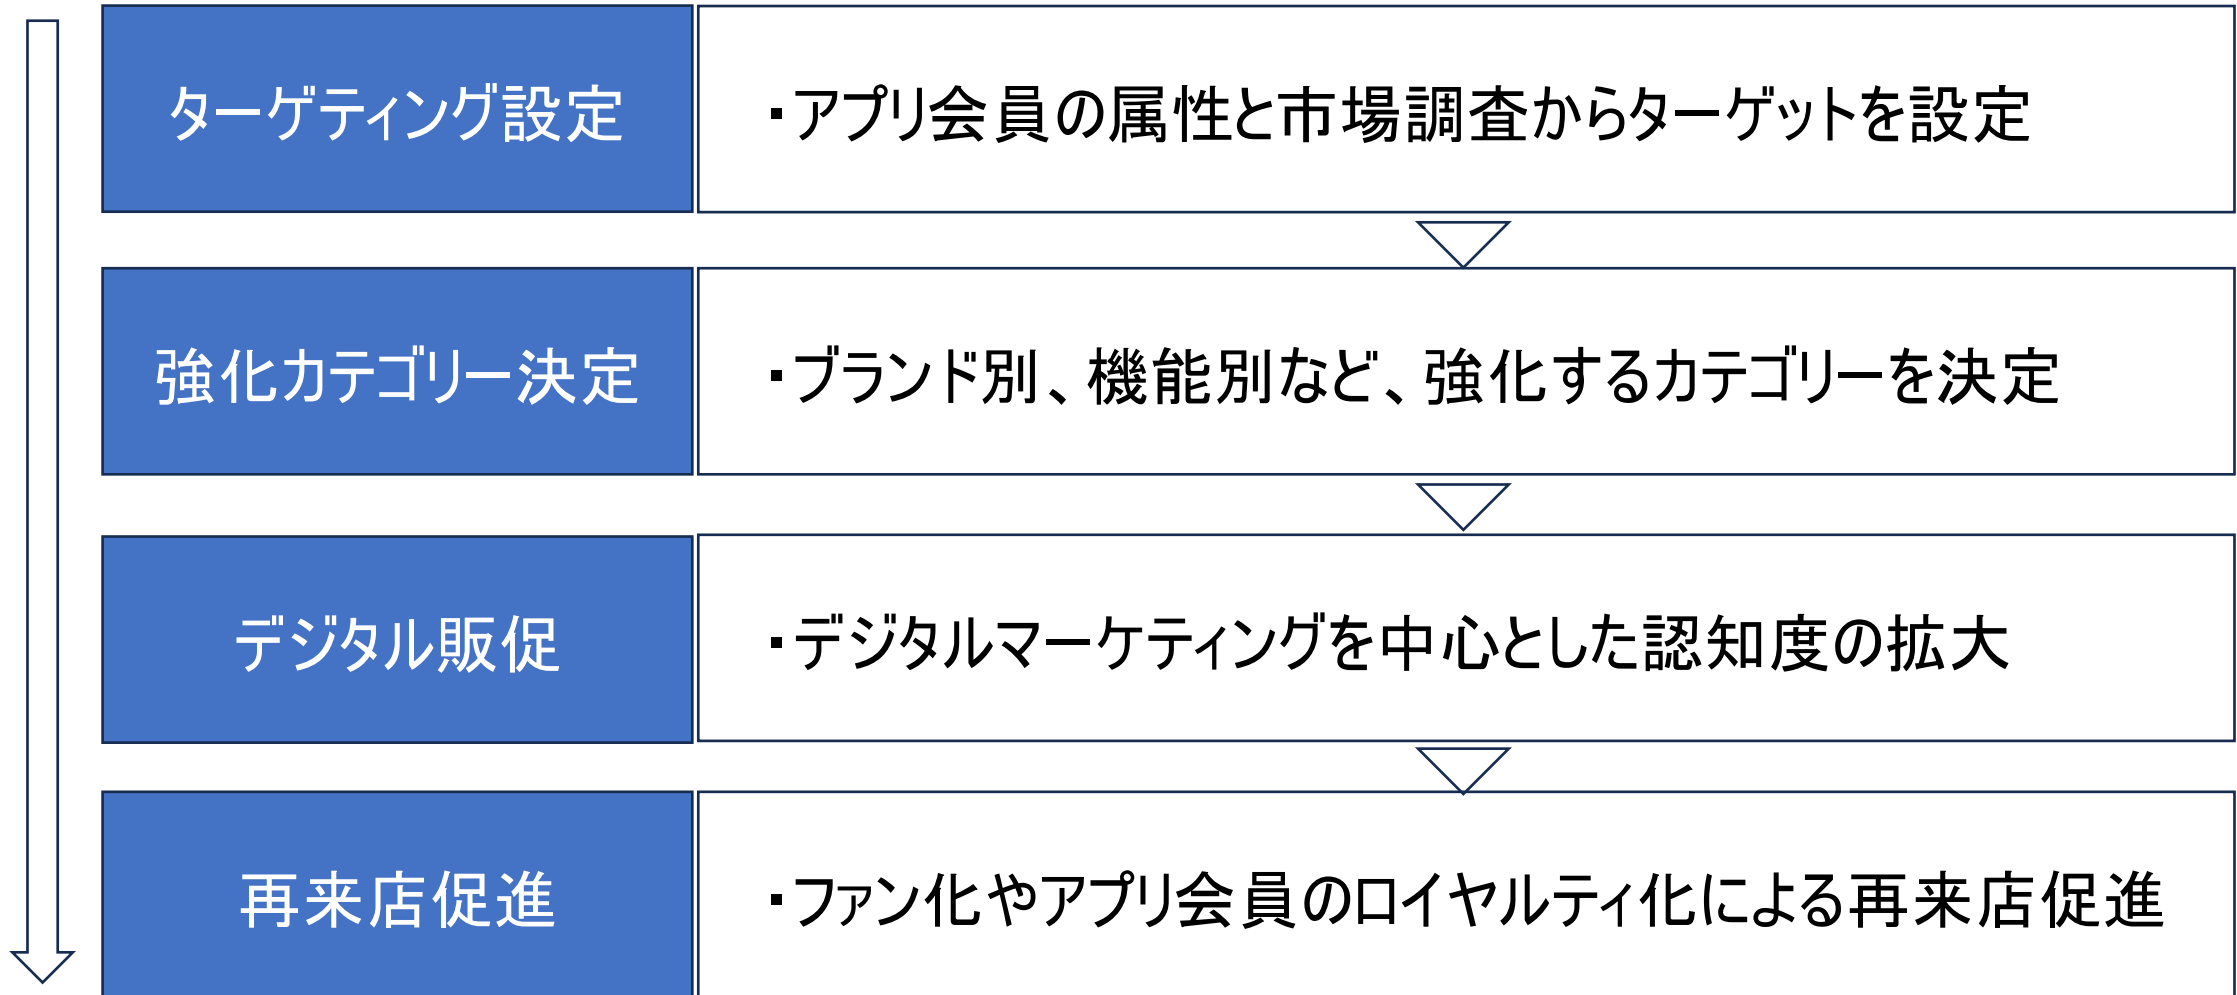 ターゲティング設定
・アプリ会員の属性と市場調査からターゲットを設定
強化カテゴリー決定
・ブランド別、機能別など、強化するカテゴリーを決定
デジタル販促
・デジタルマーケティングを中心とした認知度の拡大
再来店促進
・ファン化やアプリ会員のロイヤルティ化による再来店促進